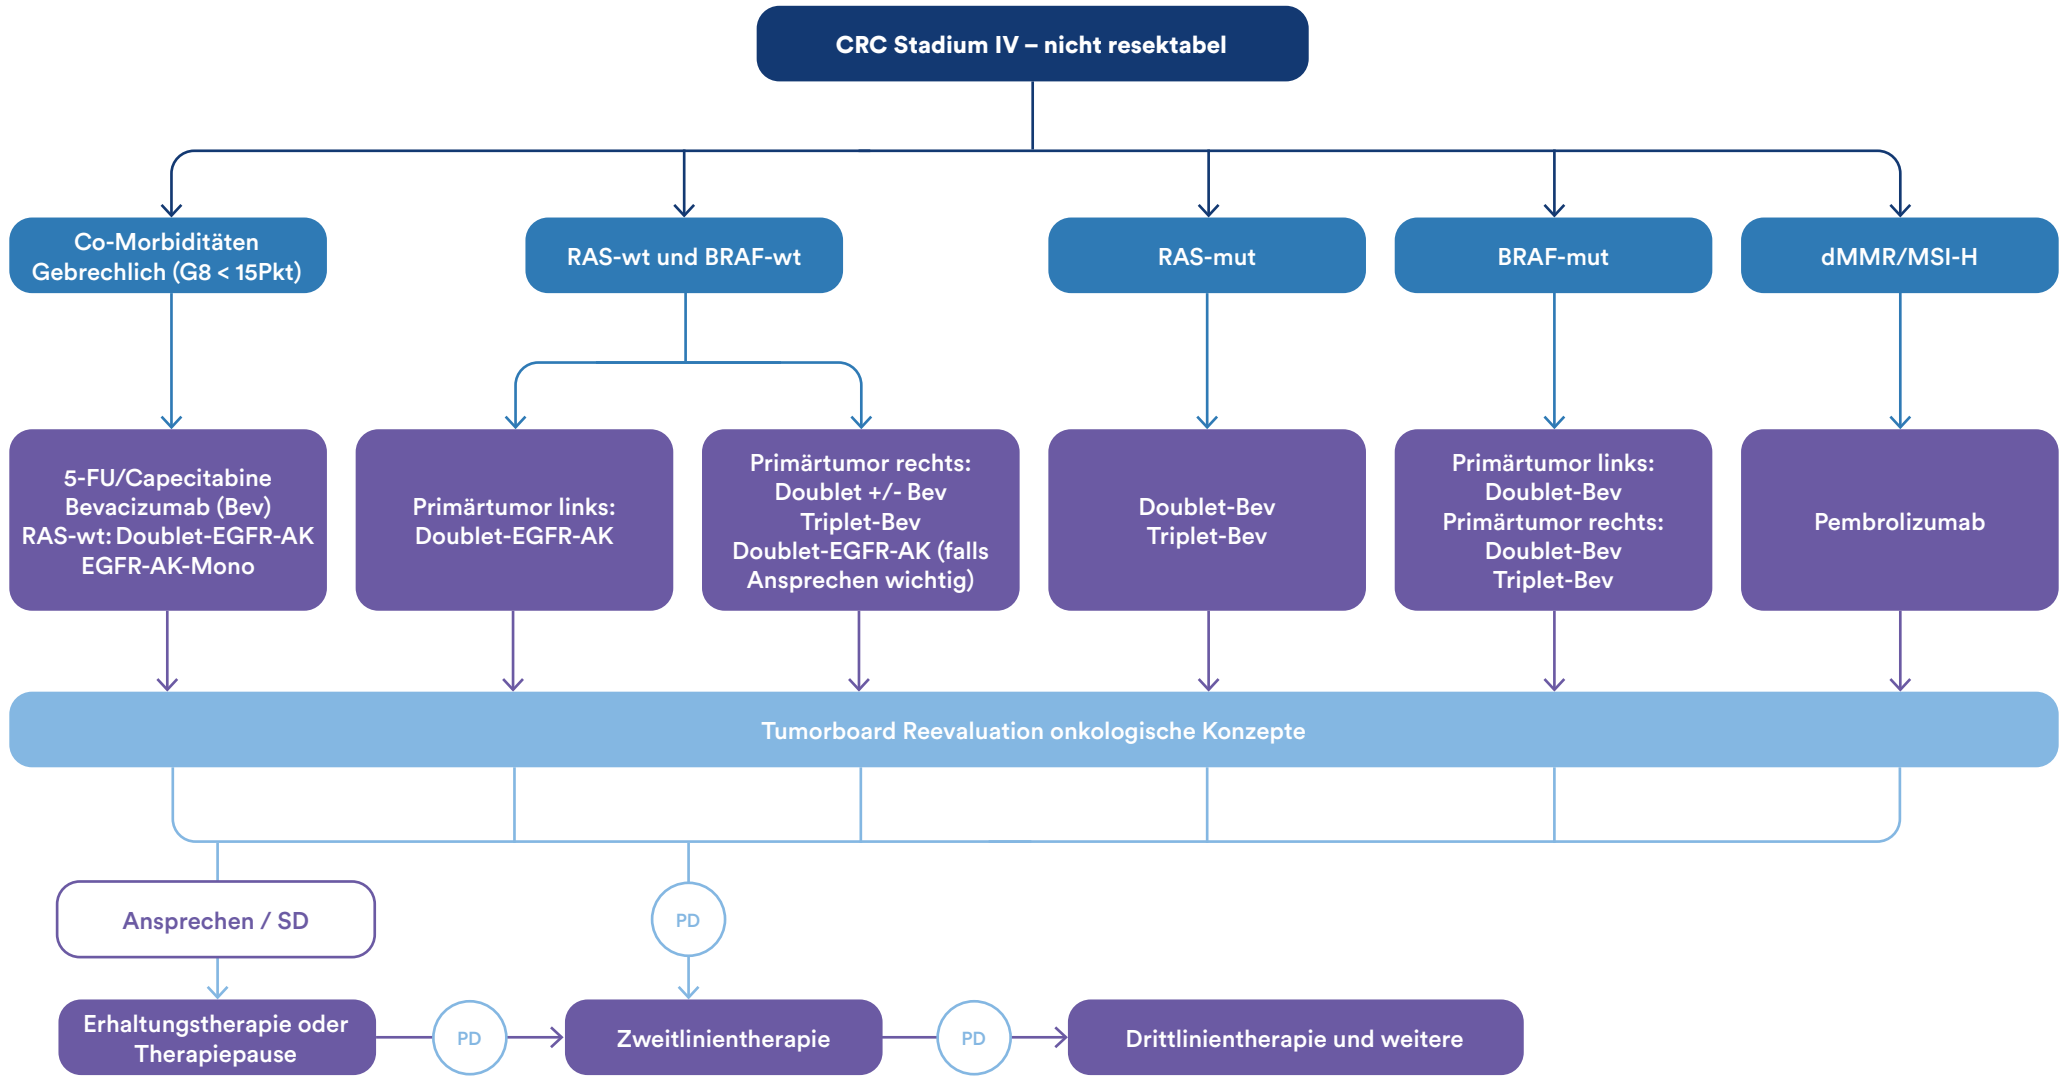 CRC Stadium IV – nicht resektabel
Co-Morbiditäten
Gebrechlich (G8 < 15Pkt)
RAS-wt und BRAF-wt
RAS-mut
BRAF-mut
dMMR/MSI-H
5-FU/Capecitabine
Bevacizumab (Bev)
RAS-wt: Doublet-EGFR-AK
EGFR-AK-Mono
Primärtumor links:
Doublet-EGFR-AK
Primärtumor rechts:
Doublet +/- Bev
Triplet-Bev
Doublet-EGFR-AK (falls
Ansprechen wichtig)
Doublet-Bev
Triplet-Bev
Primärtumor links:
Doublet-Bev
Primärtumor rechts:
Doublet-Bev
Triplet-Bev
Pembrolizumab
Tumorboard Reevaluation onkologische Konzepte
Ansprechen / SD
PD
Erhaltungstherapie oder
Therapiepause
PD
Zweitlinientherapie
PD
Drittlinientherapie und weitere